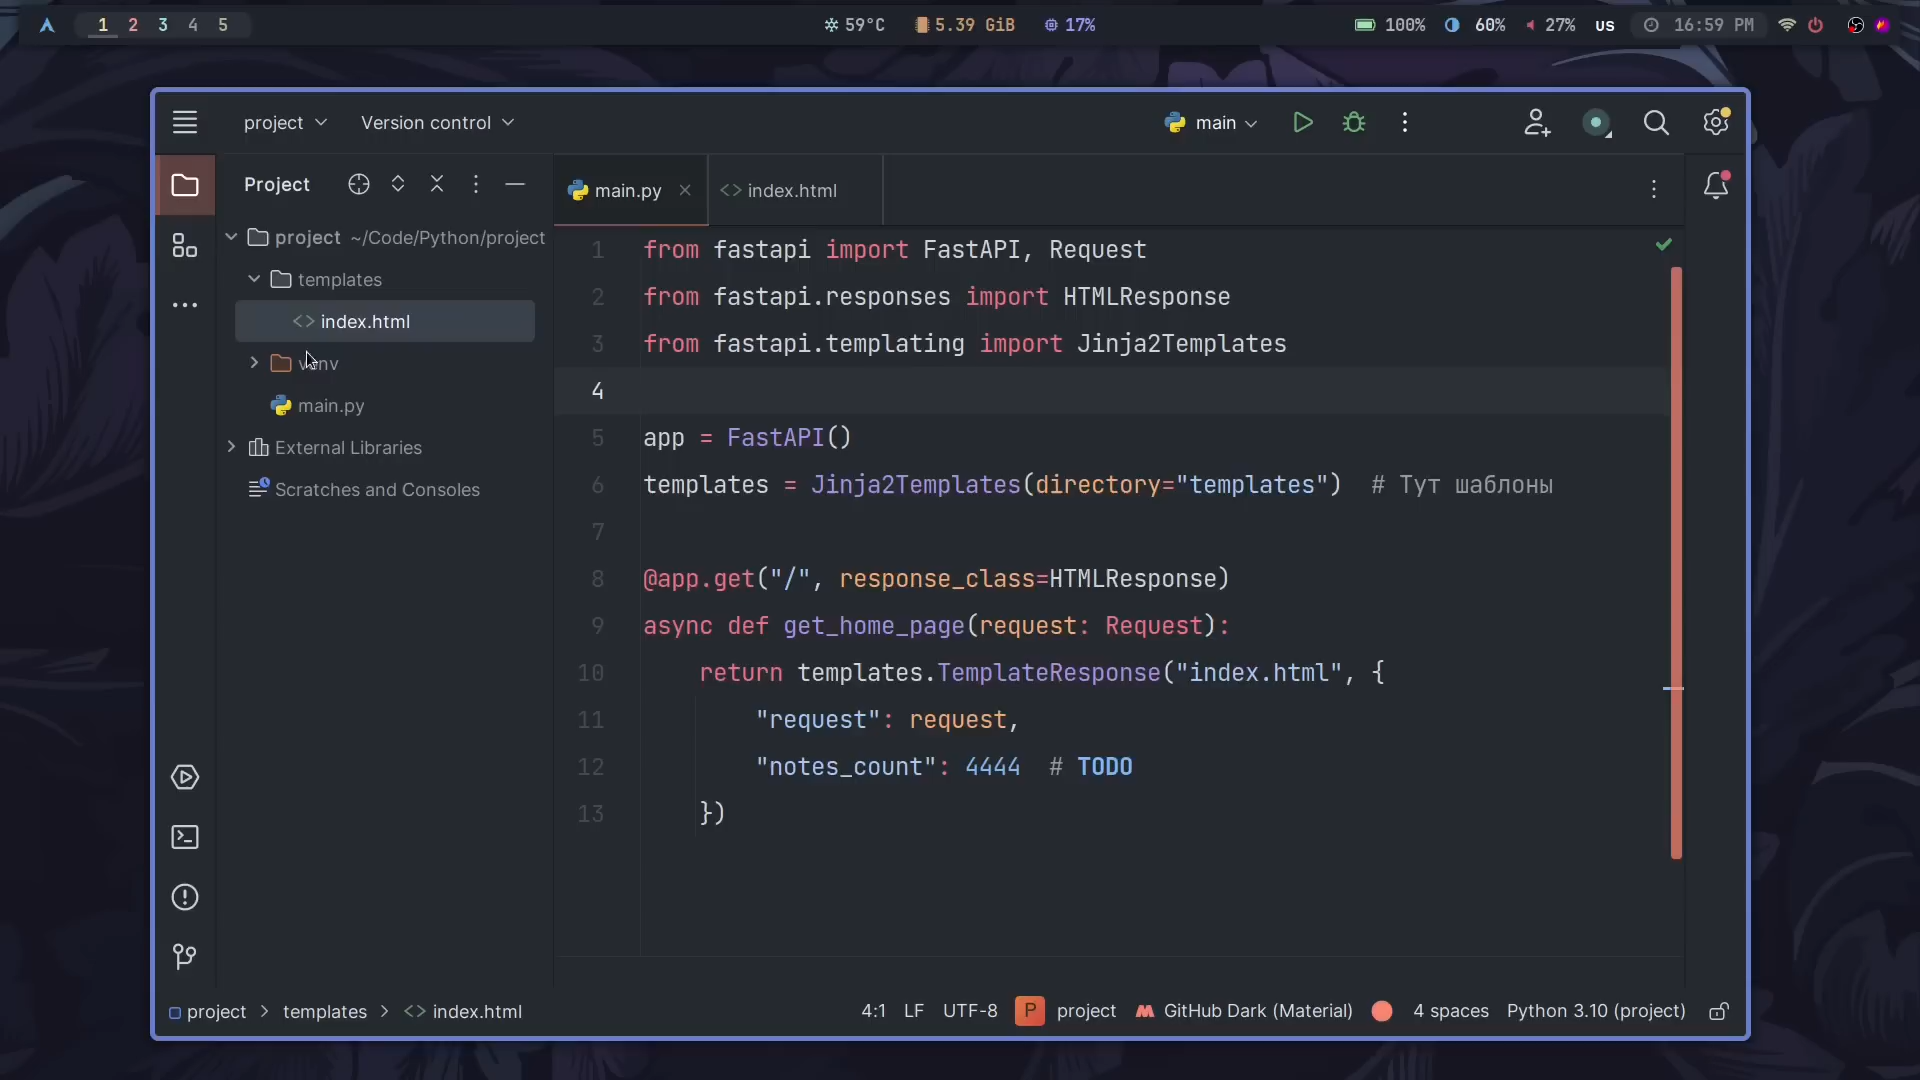 1 2 3 4 5
59°C 5.39 GiB 17%
100% 60% 27% us 16:59 PM
project Version control main
Project
project ~/Code/Python/project
templates
index.html
venv
main.py
External Libraries
Scratches and Consoles
main.py index.html
1 from fastapi import FastAPI, Request
2 from fastapi.responses import HTMLResponse
3 from fastapi.templating import Jinja2Templates
4
5 app = FastAPI()
6 templates = Jinja2Templates(directory="templates")  # Тут шаблоны
7
8 @app.get("/", response_class=HTMLResponse)
9 async def get_home_page(request: Request):
10     return templates.TemplateResponse("index.html", {
11         "request": request,
12         "notes_count": 4444  # TODO
13     })
project > templates > <> index.html
4:1 LF UTF-8 P project GitHub Dark (Material) 4 spaces Python 3.10 (project)